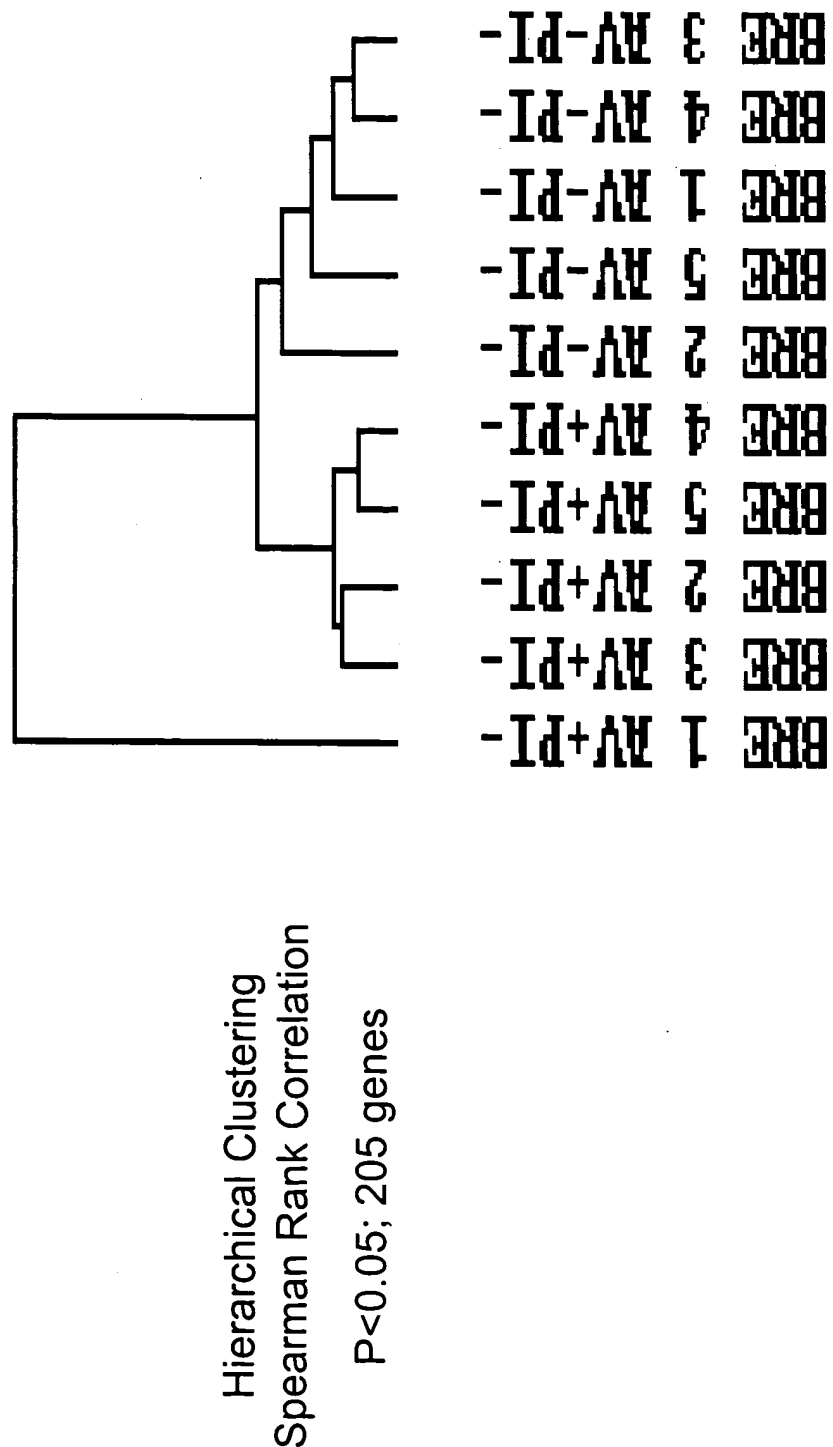 Hierarchical Clustering
Spearman Rank Correlation
P<0.05; 205 genes
BRE 3 AV-PI-
BRE 4 AV-PI-
BRE 1 AV-PI-
BRE 5 AV-PI-
BRE 2 AV-PI-
BRE 4 AV+PI-
BRE 5 AV+PI-
BRE 2 AV+PI-
BRE 3 AV+PI-
BRE 1 AV+PI-